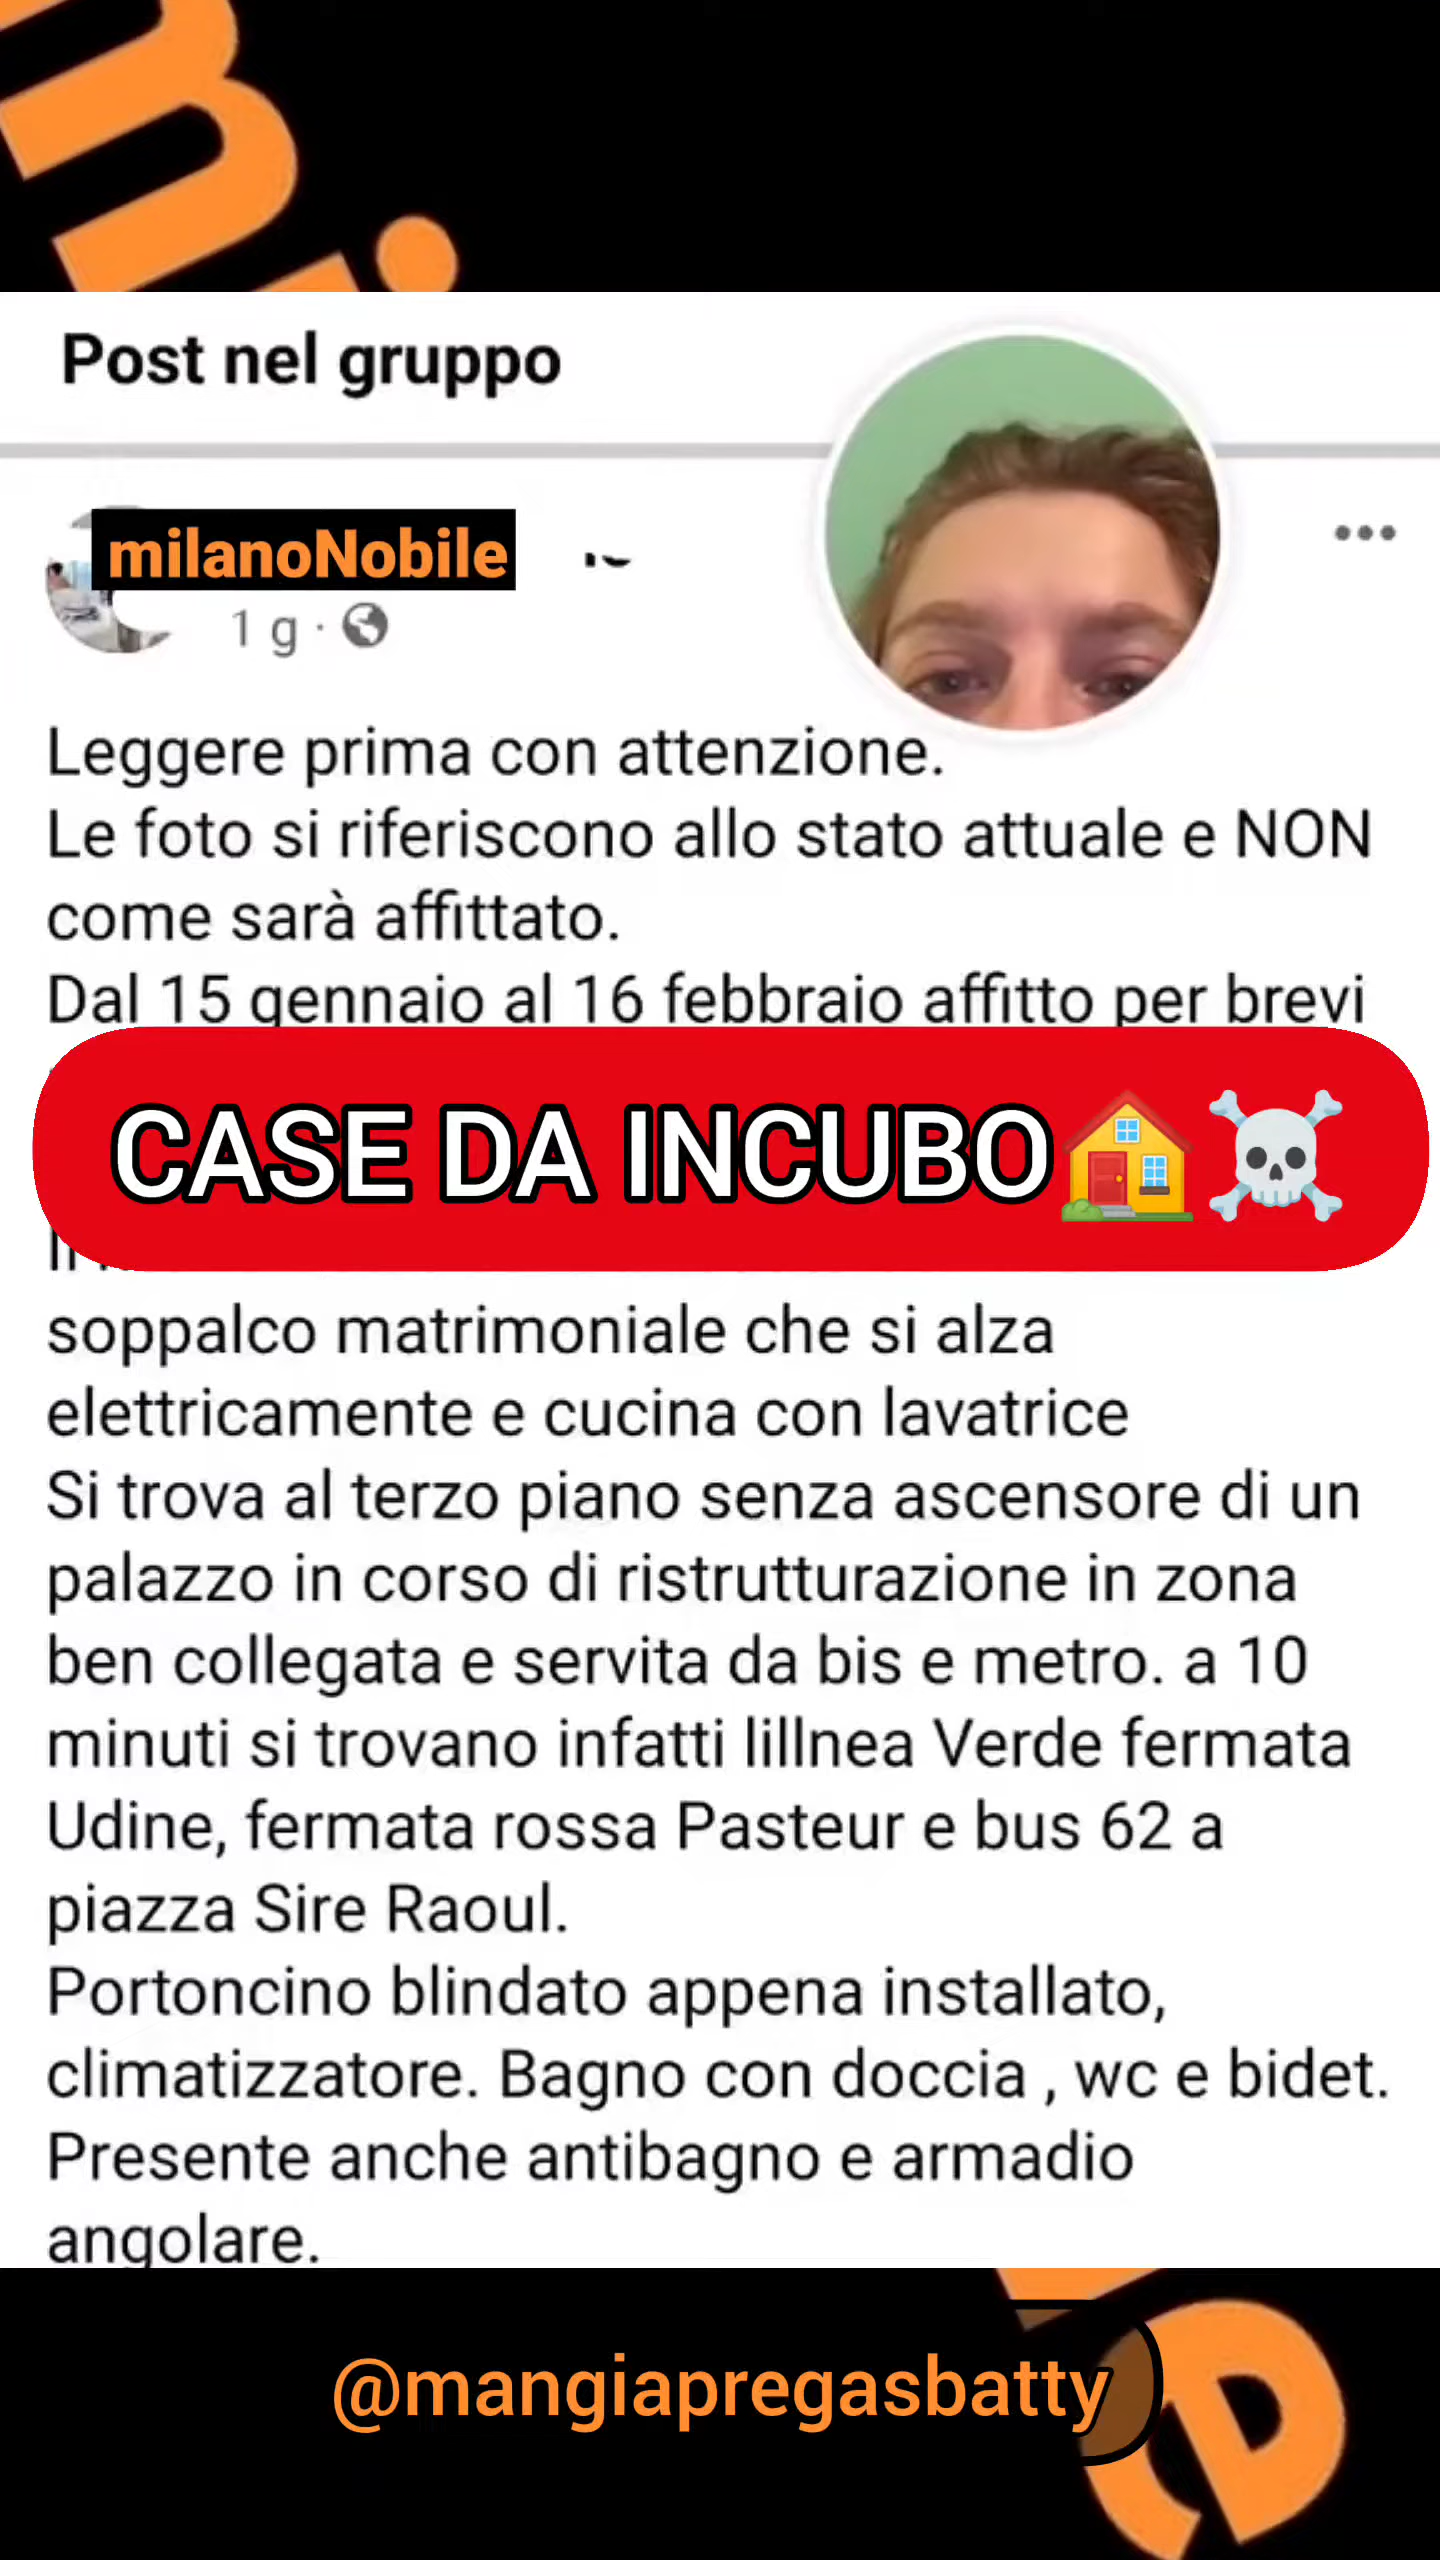 Post nel gruppo
milanoNobile
1 g ·
Leggere prima con attenzione.
Le foto si riferiscono allo stato attuale e NON
come sarà affittato.
Dal 15 gennaio al 16 febbraio affitto per brevi
CASE DA INCUBO🏠☠️
soppalco matrimoniale che si alza
elettricamente e cucina con lavatrice
Si trova al terzo piano senza ascensore di un
palazzo in corso di ristrutturazione in zona
ben collegata e servita da bis e metro. a 10
minuti si trovano infatti lillnea Verde fermata
Udine, fermata rossa Pasteur e bus 62 a
piazza Sire Raoul.
Portoncino blindato appena installato,
climatizzatore. Bagno con doccia , wc e bidet.
Presente anche antibagno e armadio
angolare.
@mangiapregasbatty